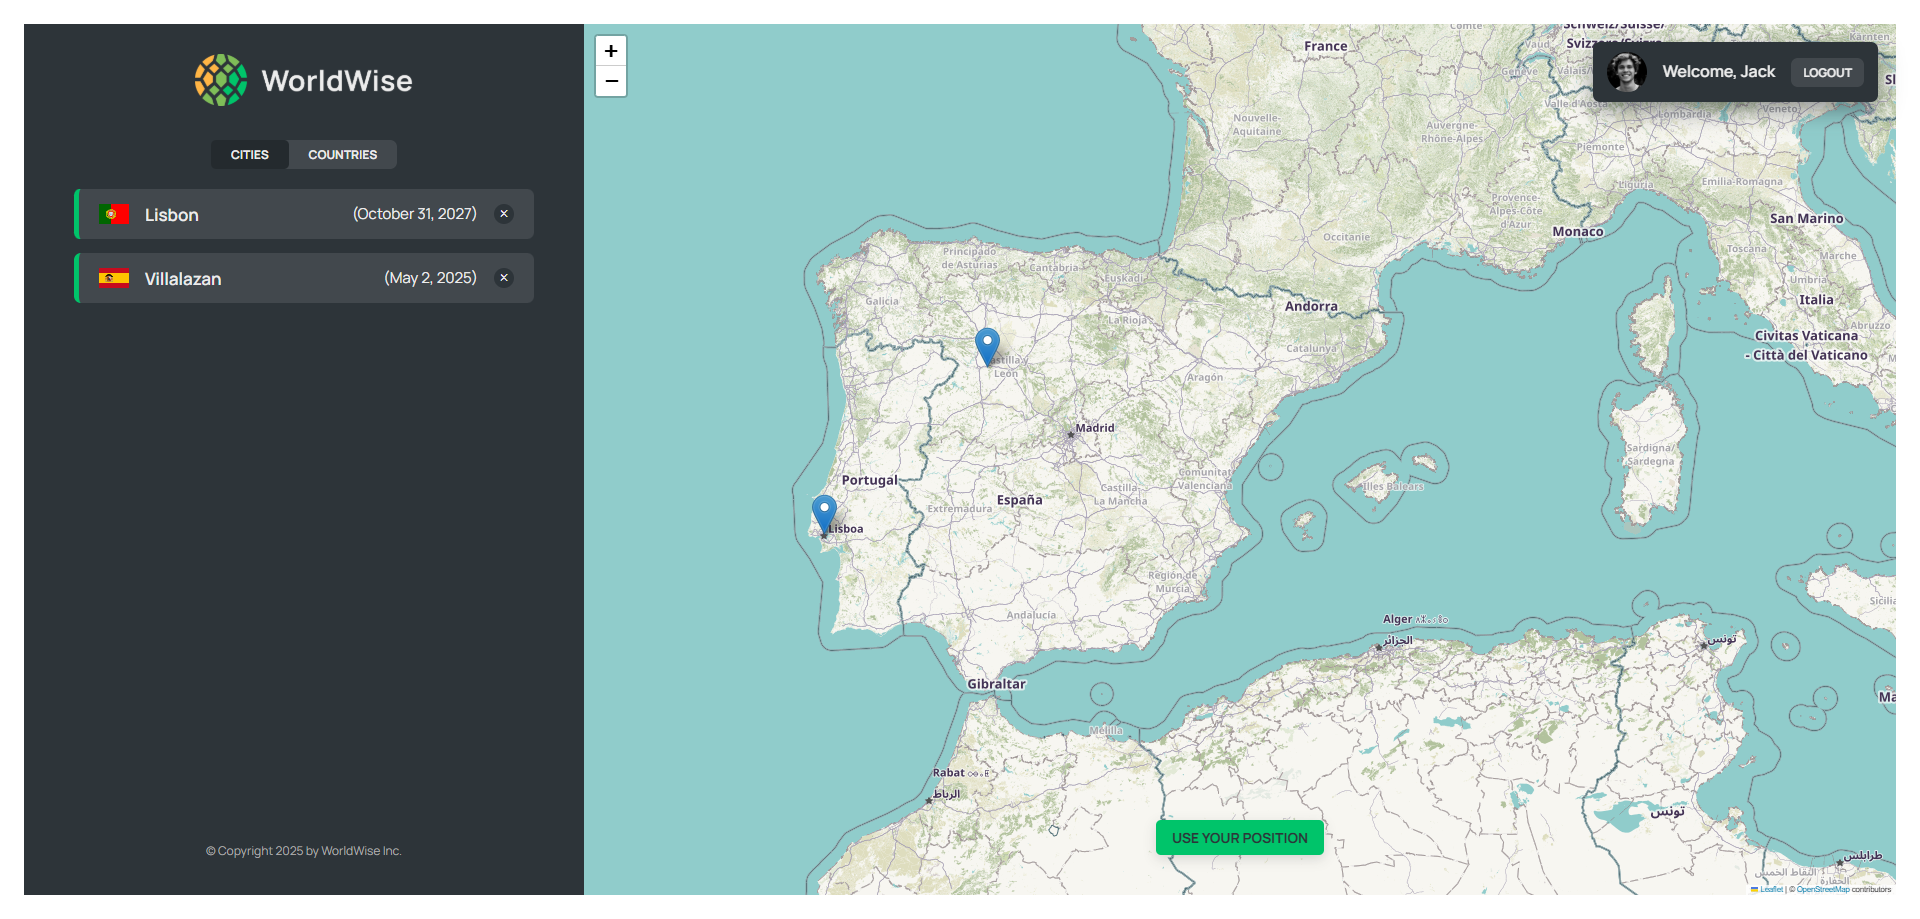 WorldWise
CITIES
COUNTRIES
Lisbon
(October 31, 2027)
×
Villalazan
(May 2, 2025)
×
© Copyright 2025 by WorldWise Inc.
+
−
Welcome, Jack
LOGOUT
France
Vaud
Genève
Kärnten
Lombardia
Veneto
Piemonte
Nouvelle-
Aquitaine
Auvergne-
Rhône-Alpes
Liguria
Emilia-Romagna
Provence-
Alpes-Côte
d'Azur
San Marino
Monaco
Occitanie
Toscana
Marche
Umbria
Italia
Abruzzo
Civitas Vaticana
- Città del Vaticano
Principado
de Asturias
Cantabria
Euskadi
Galicia
Andorra
La Rioja
Catalunya
León
Aragón
Madrid
Sardigna/
Sardegna
Portugal
España
Castilla-
La Mancha
Comunitat
Valenciana
Illes Balears
Extremadura
Lisboa
Región de
Murcia
Andalucía
Gibraltar
Alger
الجزائر
تونس
Melilla
Rabat
الرباط
تونس
طرابلس
USE YOUR POSITION
Leaflet | © OpenStreetMap contributors